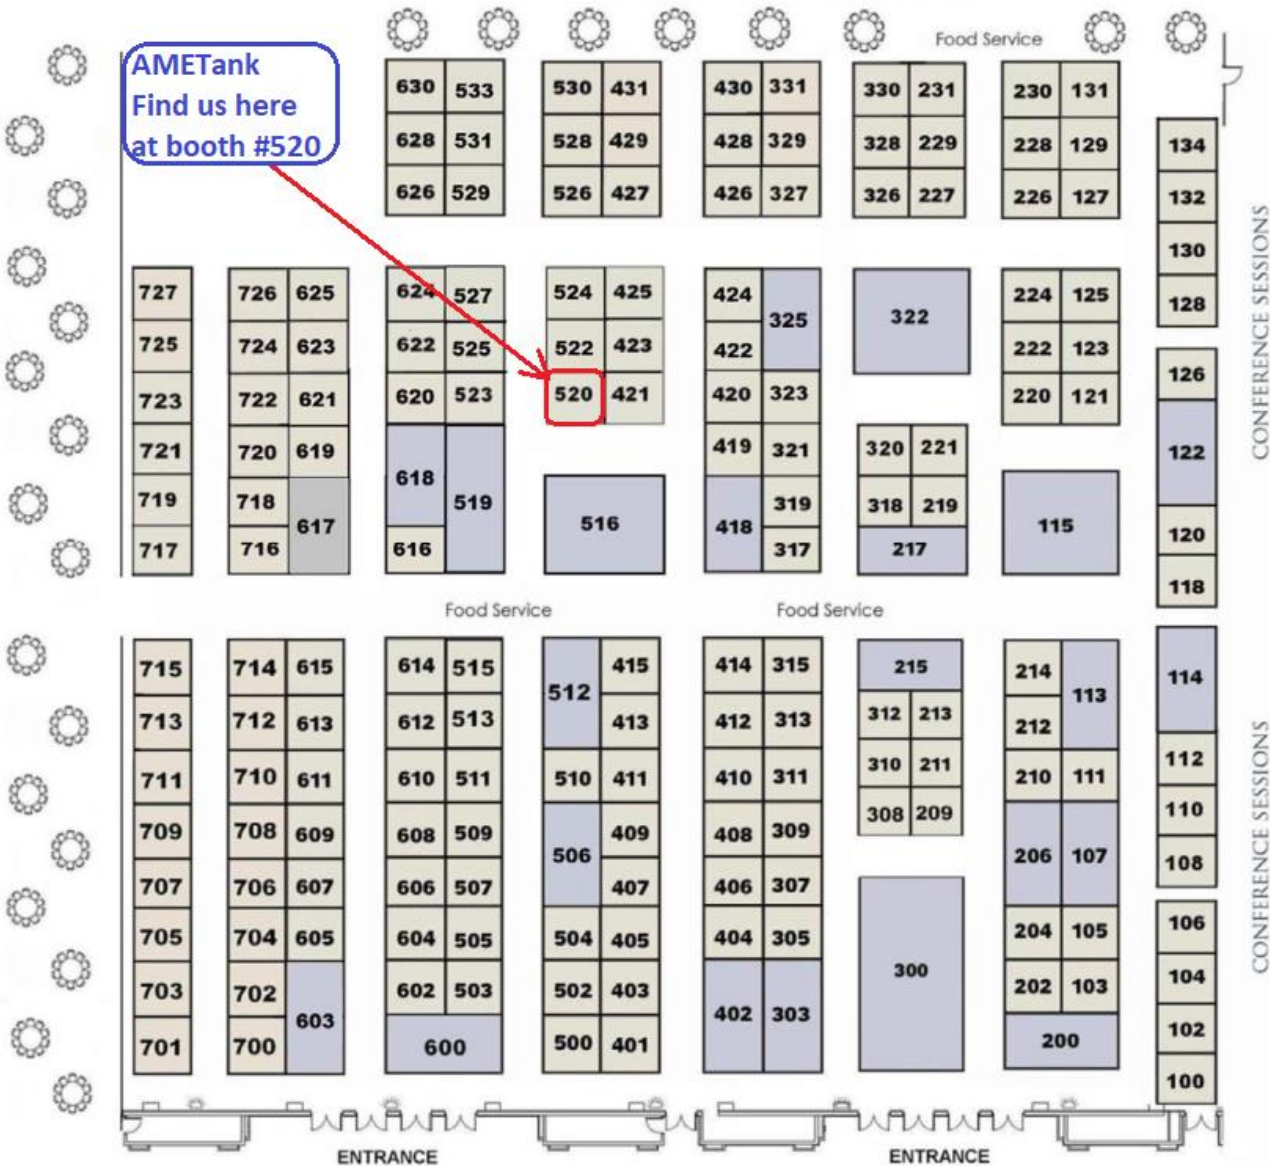 Food Service
AMETank
Find us here
at booth #520
630 533 530 431 430 331 330 231 230 131
628 531 528 429 428 329 328 229 228 129 134
626 529 526 427 426 327 326 227 226 127 132
130
727 726 625 624 527 524 425 424 325 322 224 125 128
725 724 623 622 525 522 423 422 222 123 126
723 722 621 620 523 520 421 420 323 220 121
721 720 619 618 519 419 321 320 221 122
719 718 617 516 418 319 318 219 115 120
717 716 616 317 217 118
CONFERENCE SESSIONS
Food Service Food Service
715 714 615 614 515 512 415 414 315 215 214 113 114
713 712 613 612 513 413 412 313 312 213 212
711 710 611 610 511 510 411 410 311 310 211 210 111 112
709 708 609 608 509 506 409 408 309 308 209 206 107 110
707 706 607 606 507 407 406 307 108
705 704 605 604 505 504 405 404 305 300 204 105 106
703 702 603 602 503 502 403 402 303 202 103 104
701 700 600 500 401 200 102
100
CONFERENCE SESSIONS
ENTRANCE ENTRANCE